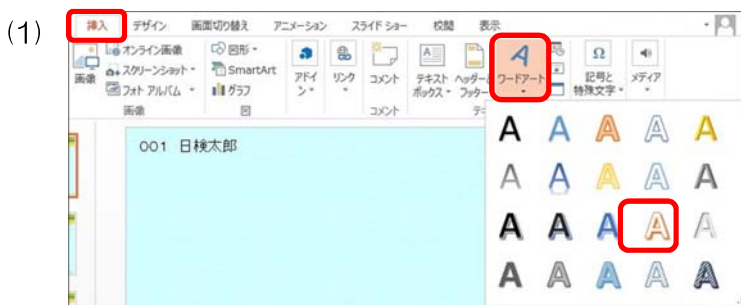 (1)
挿入 デザイン 画面切り替え アニメーション スライド ショー 校閲 表示
画像 オンライン画像 スクリーンショット フォト アルバム 図形 SmartArt グラフ アドイン リンク コメント テキスト ボックス ヘッダーと フッター ワードアート 記号と 特殊文字 メディア
画像 図 コメント
001 日検太郎
A A A A A
A A A A A
A A A A A
A A A A A